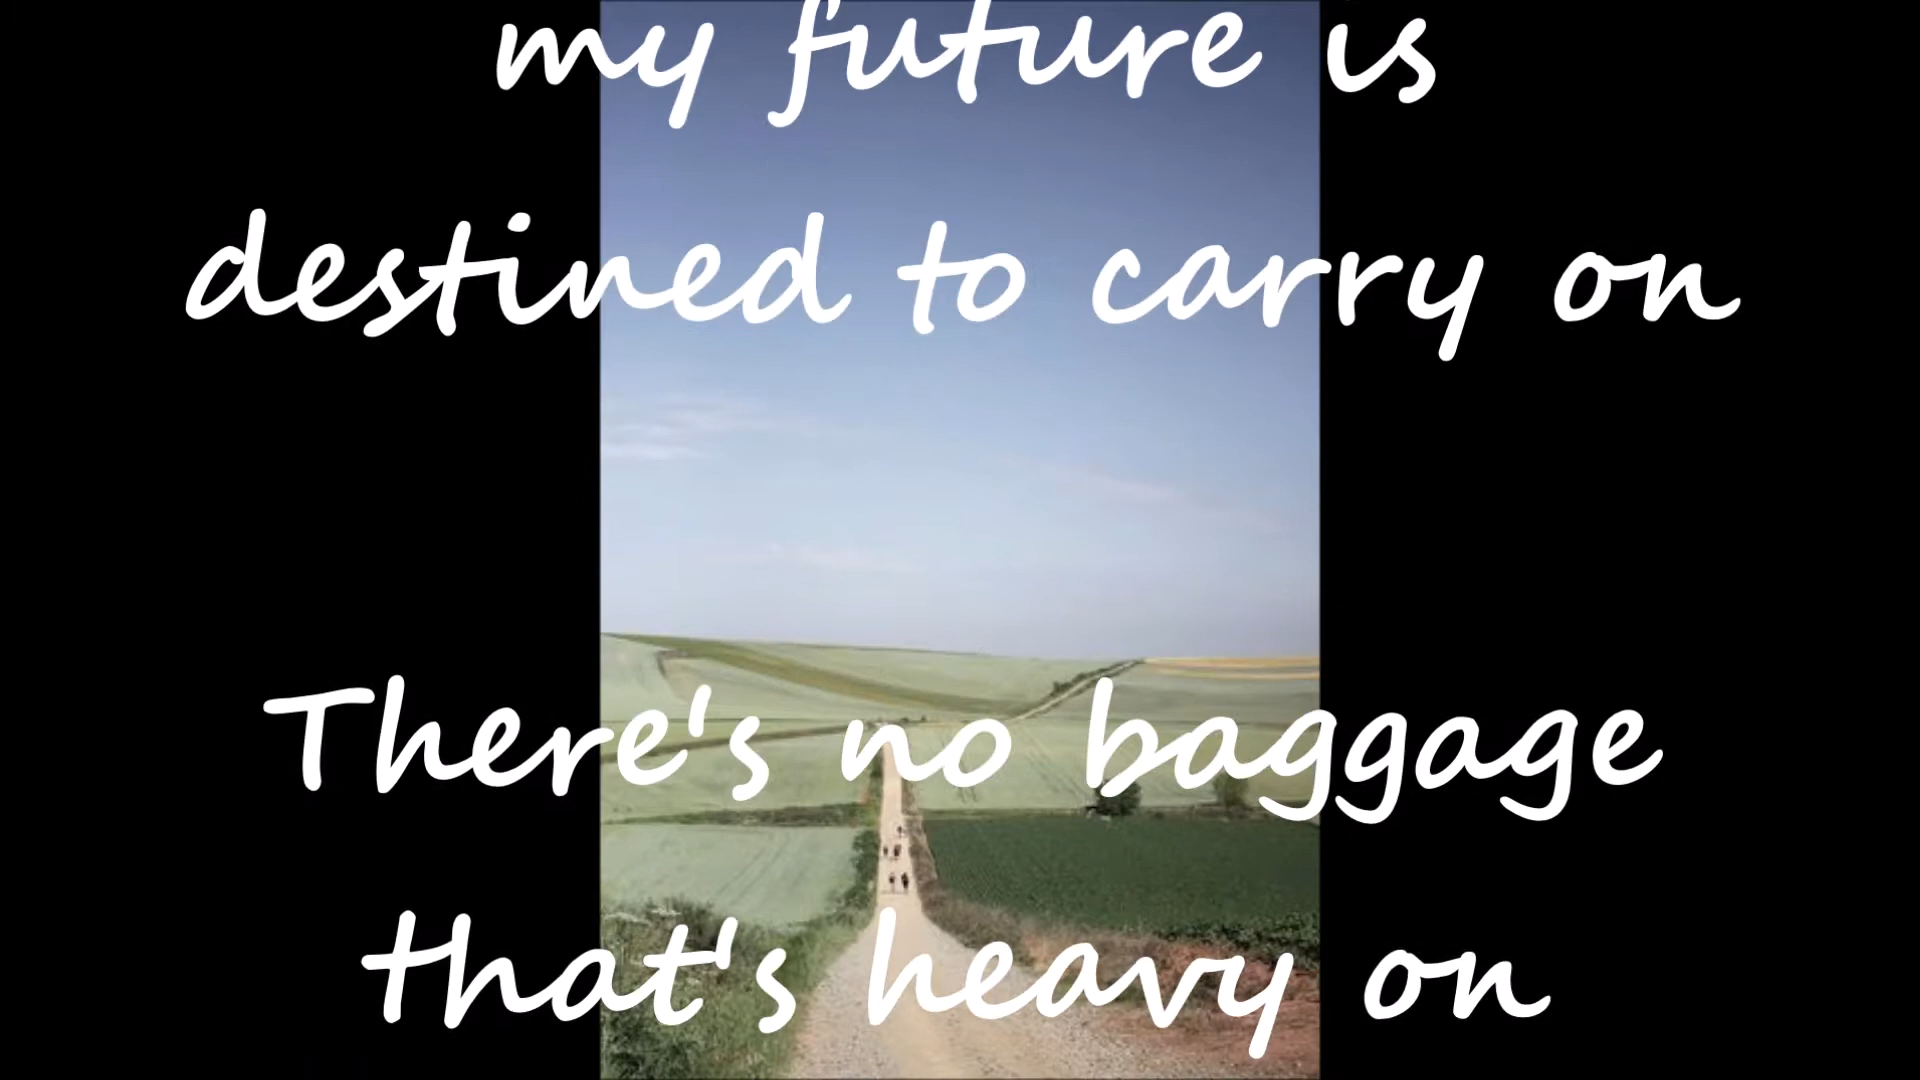 my future is
destined to carry on
There's no baggage
that's heavy on